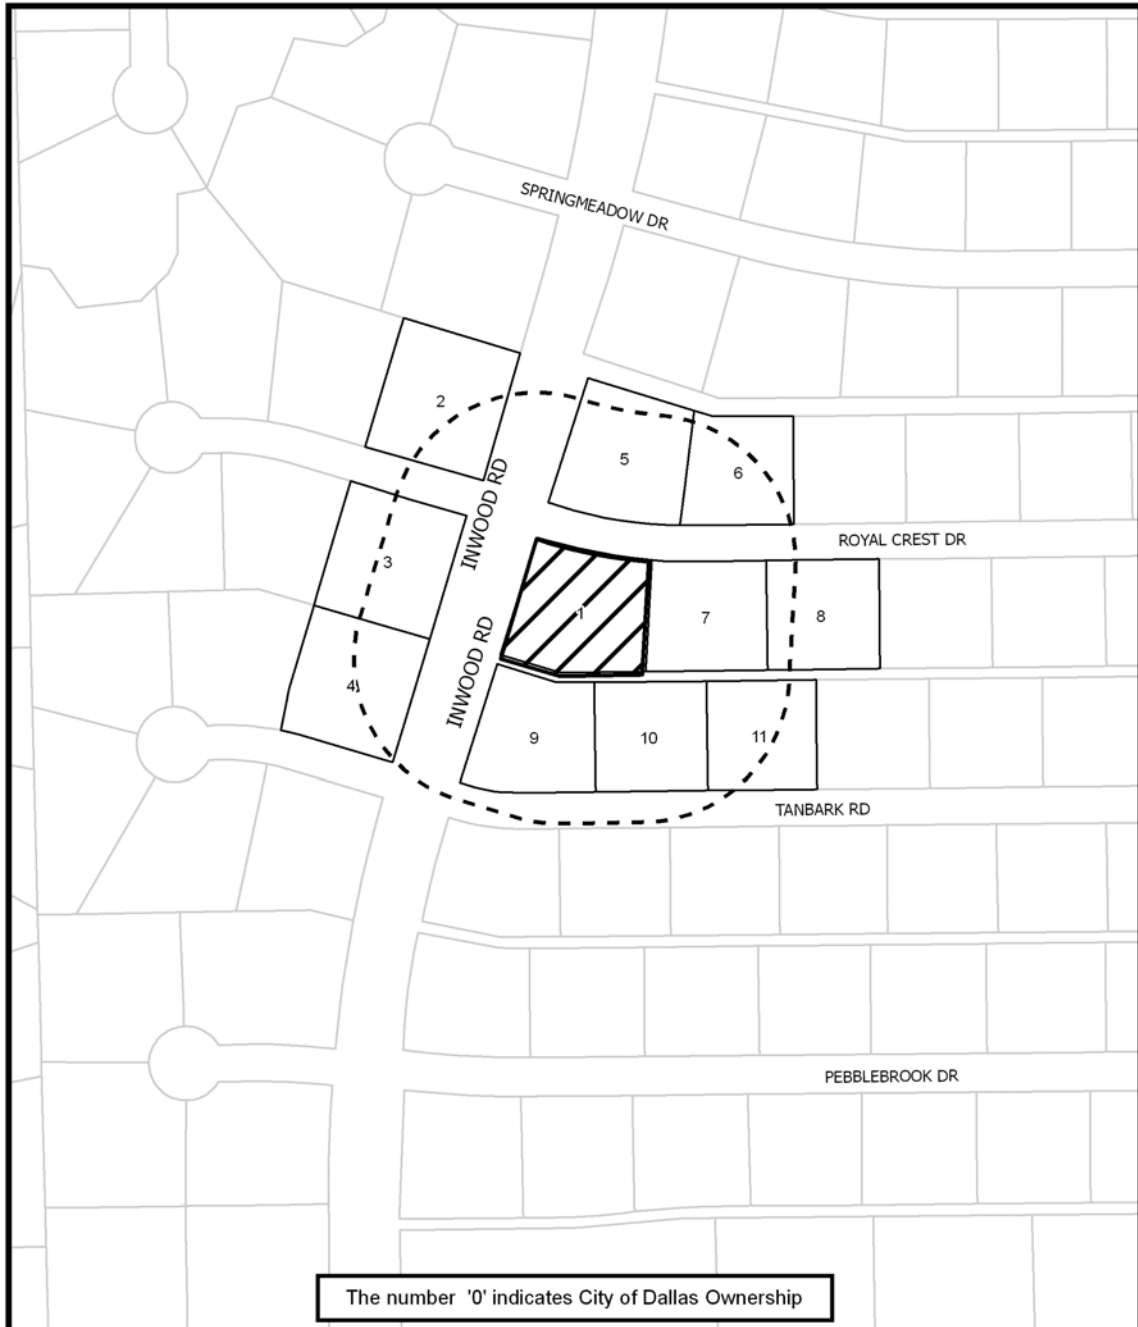 SPRINGMEADOW DR
2
5
6
INWOOD RD
ROYAL CREST DR
3
1
7
8
INWOOD RD
4
9
10
11
TANBARK RD
PEBBLEBROOK DR
The number '0' indicates City of Dallas Ownership